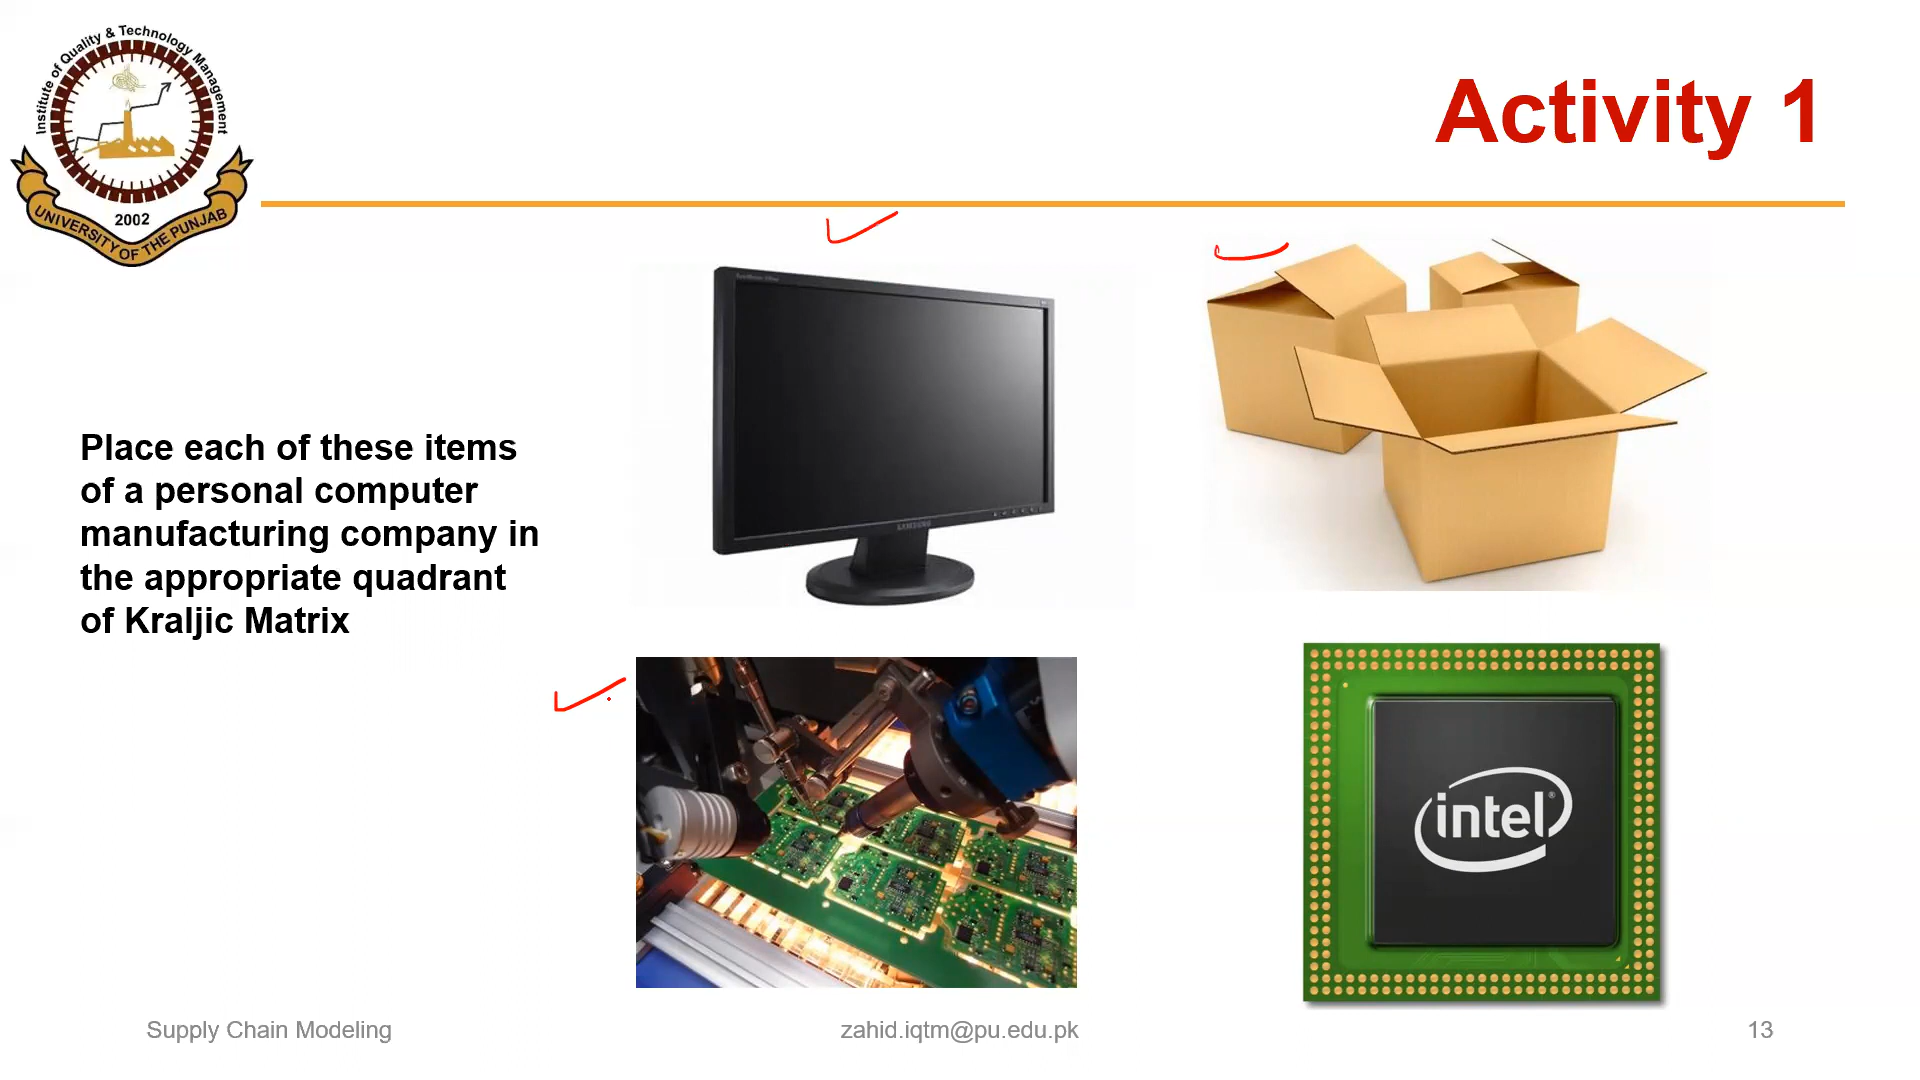 Institute of Quality & Technology Management
2002
UNIVERSITY OF THE PUNJAB
Activity 1
Place each of these items
of a personal computer
manufacturing company in
the appropriate quadrant
of Kraljic Matrix
SAMSUNG
intel®
Supply Chain Modeling
zahid.iqtm@pu.edu.pk
13